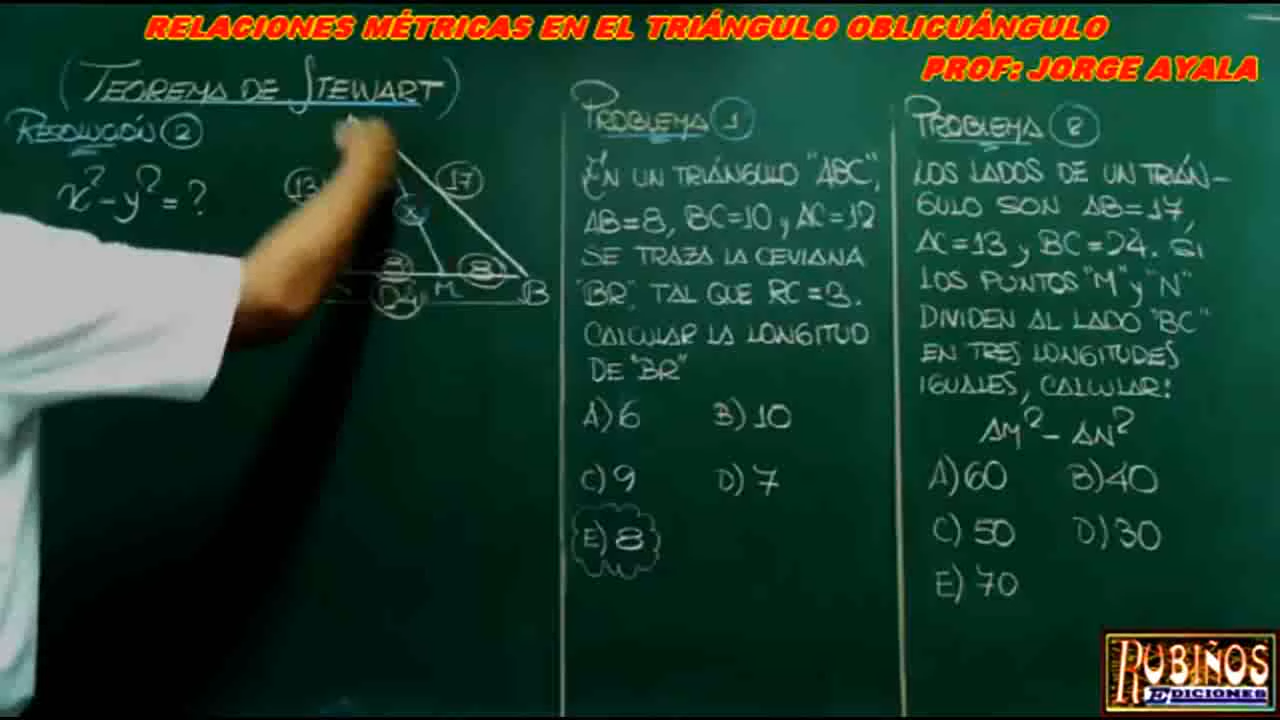 RELACIONES MÉTRICAS EN EL TRIÁNGULO OBLICUÁNGULO
PROF: JORGE AYALA
(TEOREMA DE STEWART)
RESOLUCIÓN 2
x²-y²=?
13
17
x
8
8
24
M
B
PROBLEMA 1
EN UN TRIÁNGULO "ABC",
AB=8, BC=10 y AC=12
SE TRAZA LA CEVIANA
"BR", TAL QUE RC=3.
CALCULAR LA LONGITUD
DE "BR"
A) 6 B) 10
C) 9 D) 7
E) 8
PROBLEMA 2
LOS LADOS DE UN TRIÁN-
GULO SON AB=17,
AC=13 y BC=24. SI
LOS PUNTOS "M" y "N"
DIVIDEN AL LADO "BC"
EN TRES LONGITUDES
IGUALES, CALCULAR:
AM²-AN²
A) 60 B) 40
C) 50 D) 30
E) 70
RUBIÑOS
EDICIONES